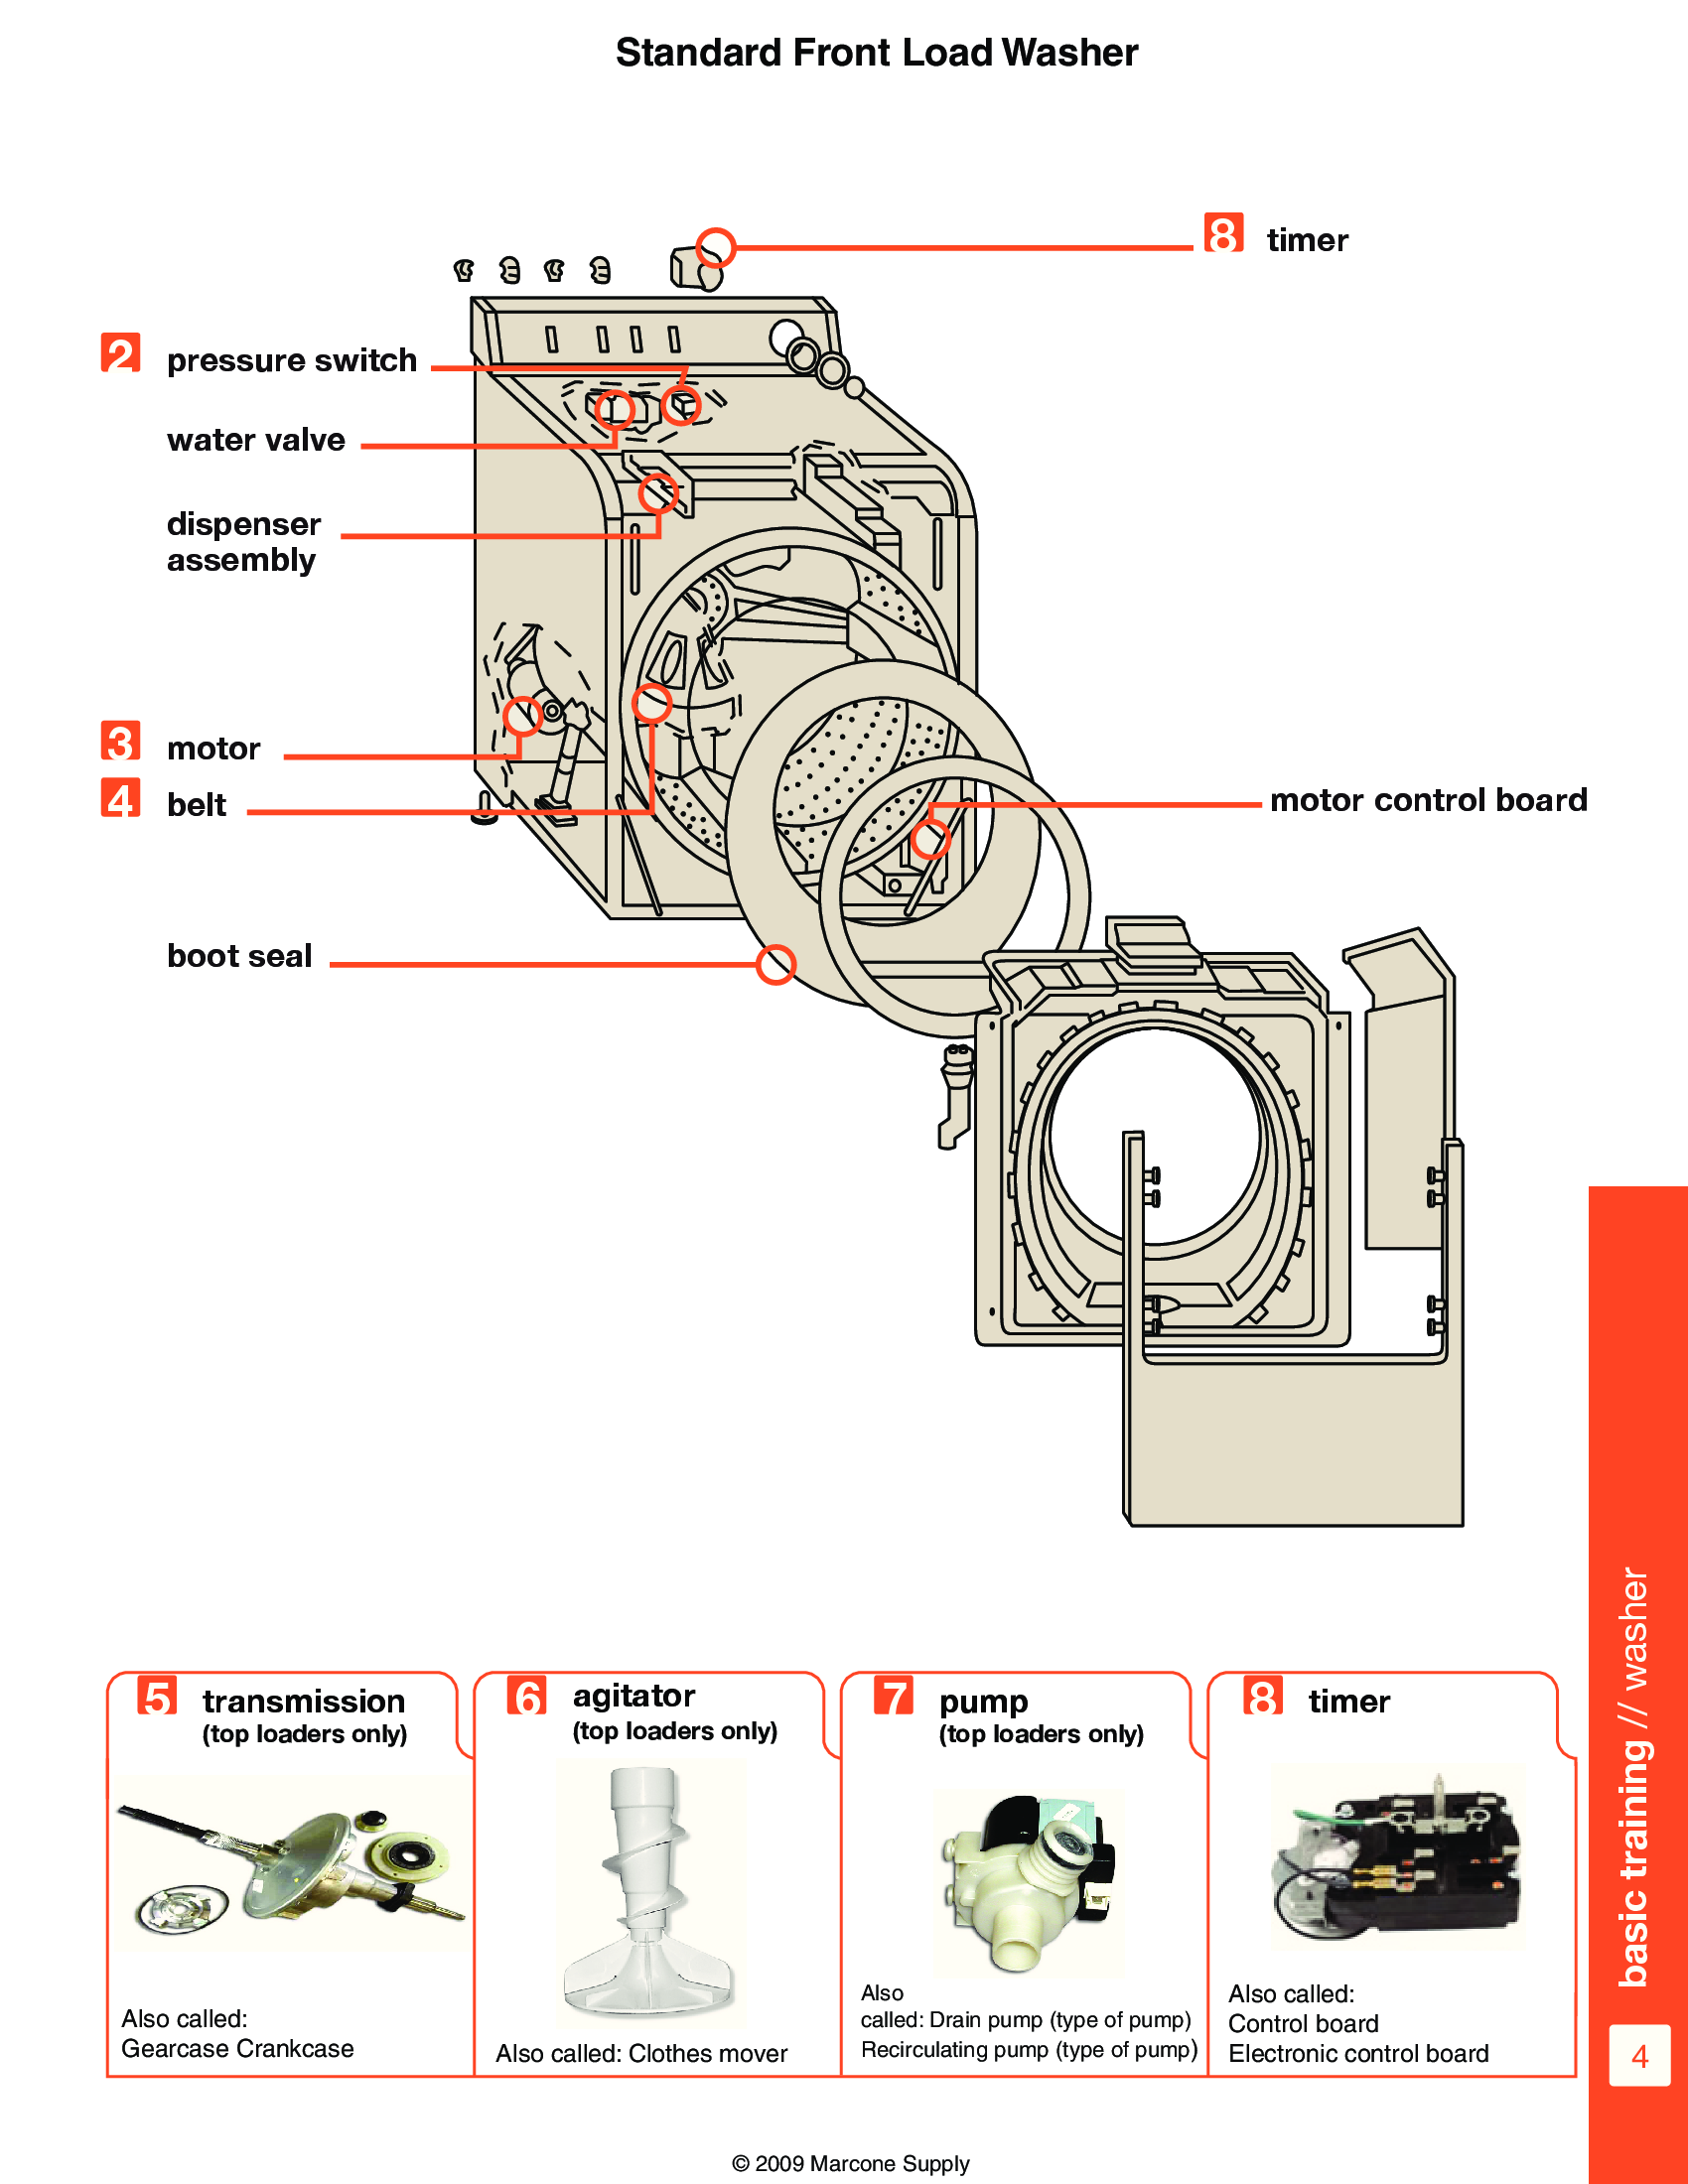 Standard Front Load Washer
8 timer
2 pressure switch
water valve
dispenser
assembly
3 motor
4 belt
motor control board
boot seal
5 transmission
(top loaders only)
Also called:
Gearcase Crankcase
6 agitator
(top loaders only)
Also called: Clothes mover
7 pump
(top loaders only)
Also
called: Drain pump (type of pump)
Recirculating pump (type of pump)
8 timer
Also called:
Control board
Electronic control board
basic training // washer
4
© 2009 Marcone Supply